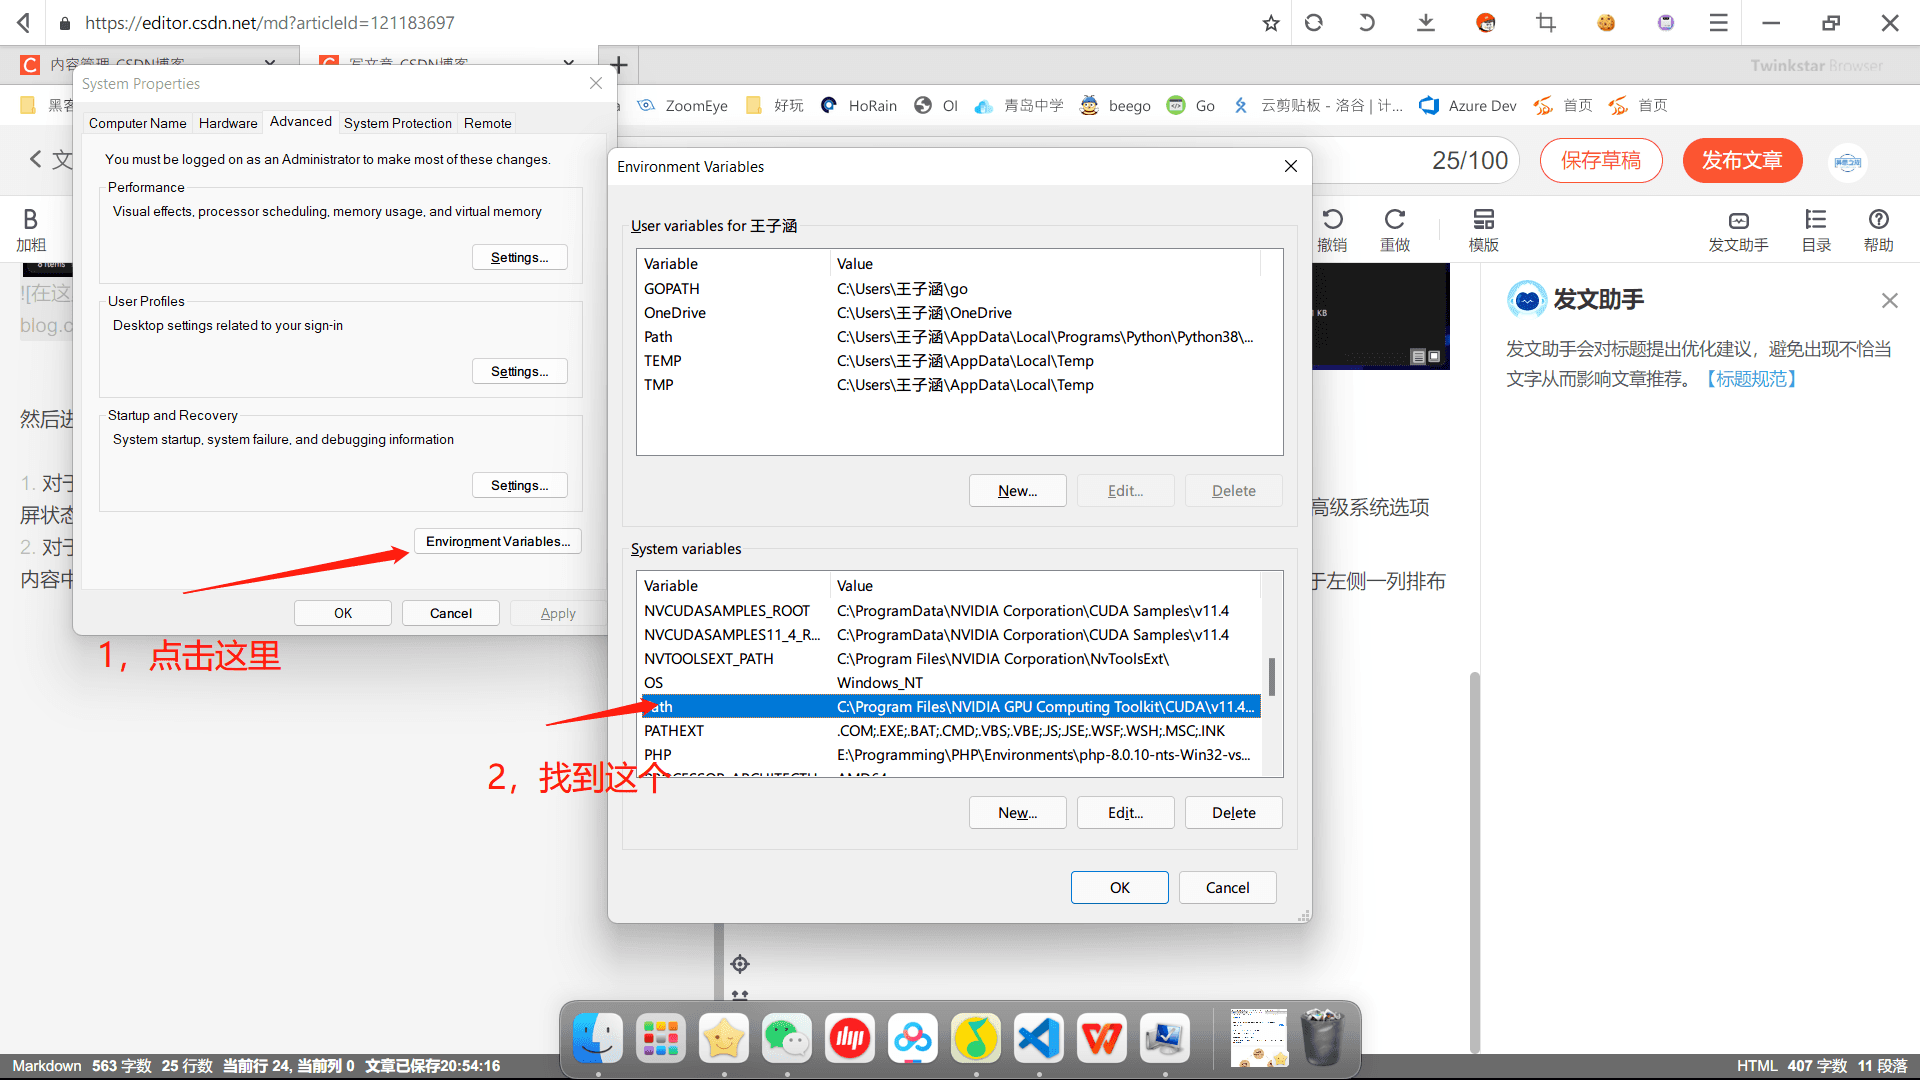 https://editor.csdn.net/md?articleId=121183697
内容管理-CSDN博客
写文章-CSDN博客
Twinkstar Browser
黑客
ZoomEye
好玩
HoRain
OI
青岛中学
beego
Go
云剪贴板 - 洛谷 | 计...
Azure Dev
首页
首页
25/100
保存草稿
发布文章
B
加粗
撤销
重做
模版
发文助手
目录
帮助
System Properties
Computer Name
Hardware
Advanced
System Protection
Remote
You must be logged on as an Administrator to make most of these changes.
Performance
Visual effects, processor scheduling, memory usage, and virtual memory
Settings...
User Profiles
Desktop settings related to your sign-in
Settings...
Startup and Recovery
System startup, system failure, and debugging information
Settings...
Environment Variables...
OK
Cancel
Apply
1，点击这里
Environment Variables
User variables for 王子涵
Variable Value
GOPATH C:\Users\王子涵\go
OneDrive C:\Users\王子涵\OneDrive
Path C:\Users\王子涵\AppData\Local\Programs\Python\Python38\...
TEMP C:\Users\王子涵\AppData\Local\Temp
TMP C:\Users\王子涵\AppData\Local\Temp
New...
Edit...
Delete
System variables
Variable Value
NVCUDASAMPLES_ROOT C:\ProgramData\NVIDIA Corporation\CUDA Samples\v11.4
NVCUDASAMPLES11_4_R... C:\ProgramData\NVIDIA Corporation\CUDA Samples\v11.4
NVTOOLSEXT_PATH C:\Program Files\NVIDIA Corporation\NvToolsExt\
OS Windows_NT
ath C:\Program Files\NVIDIA GPU Computing Toolkit\CUDA\v11.4...
PATHEXT .COM;.EXE;.BAT;.CMD;.VBS;.VBE;.JS;.JSE;.WSF;.WSH;.MSC;.INK
PHP E:\Programming\PHP\Environments\php-8.0.10-nts-Win32-vs...
PROCESSOR_ARCHITECTU AMD64
2，找到这个
New...
Edit...
Delete
OK
Cancel
![在这
blog.c
然后进
1. 对于
屏状态
2. 对于
内容中
1 KB
高级系统选项
于左侧一列排布
发文助手
发文助手会对标题提出优化建议，避免出现不恰当
文字从而影响文章推荐。【标题规范】
Markdown 563 字数 25 行数 当前行 24, 当前列 0 文章已保存20:54:16
HTML 407 字数 11 段落